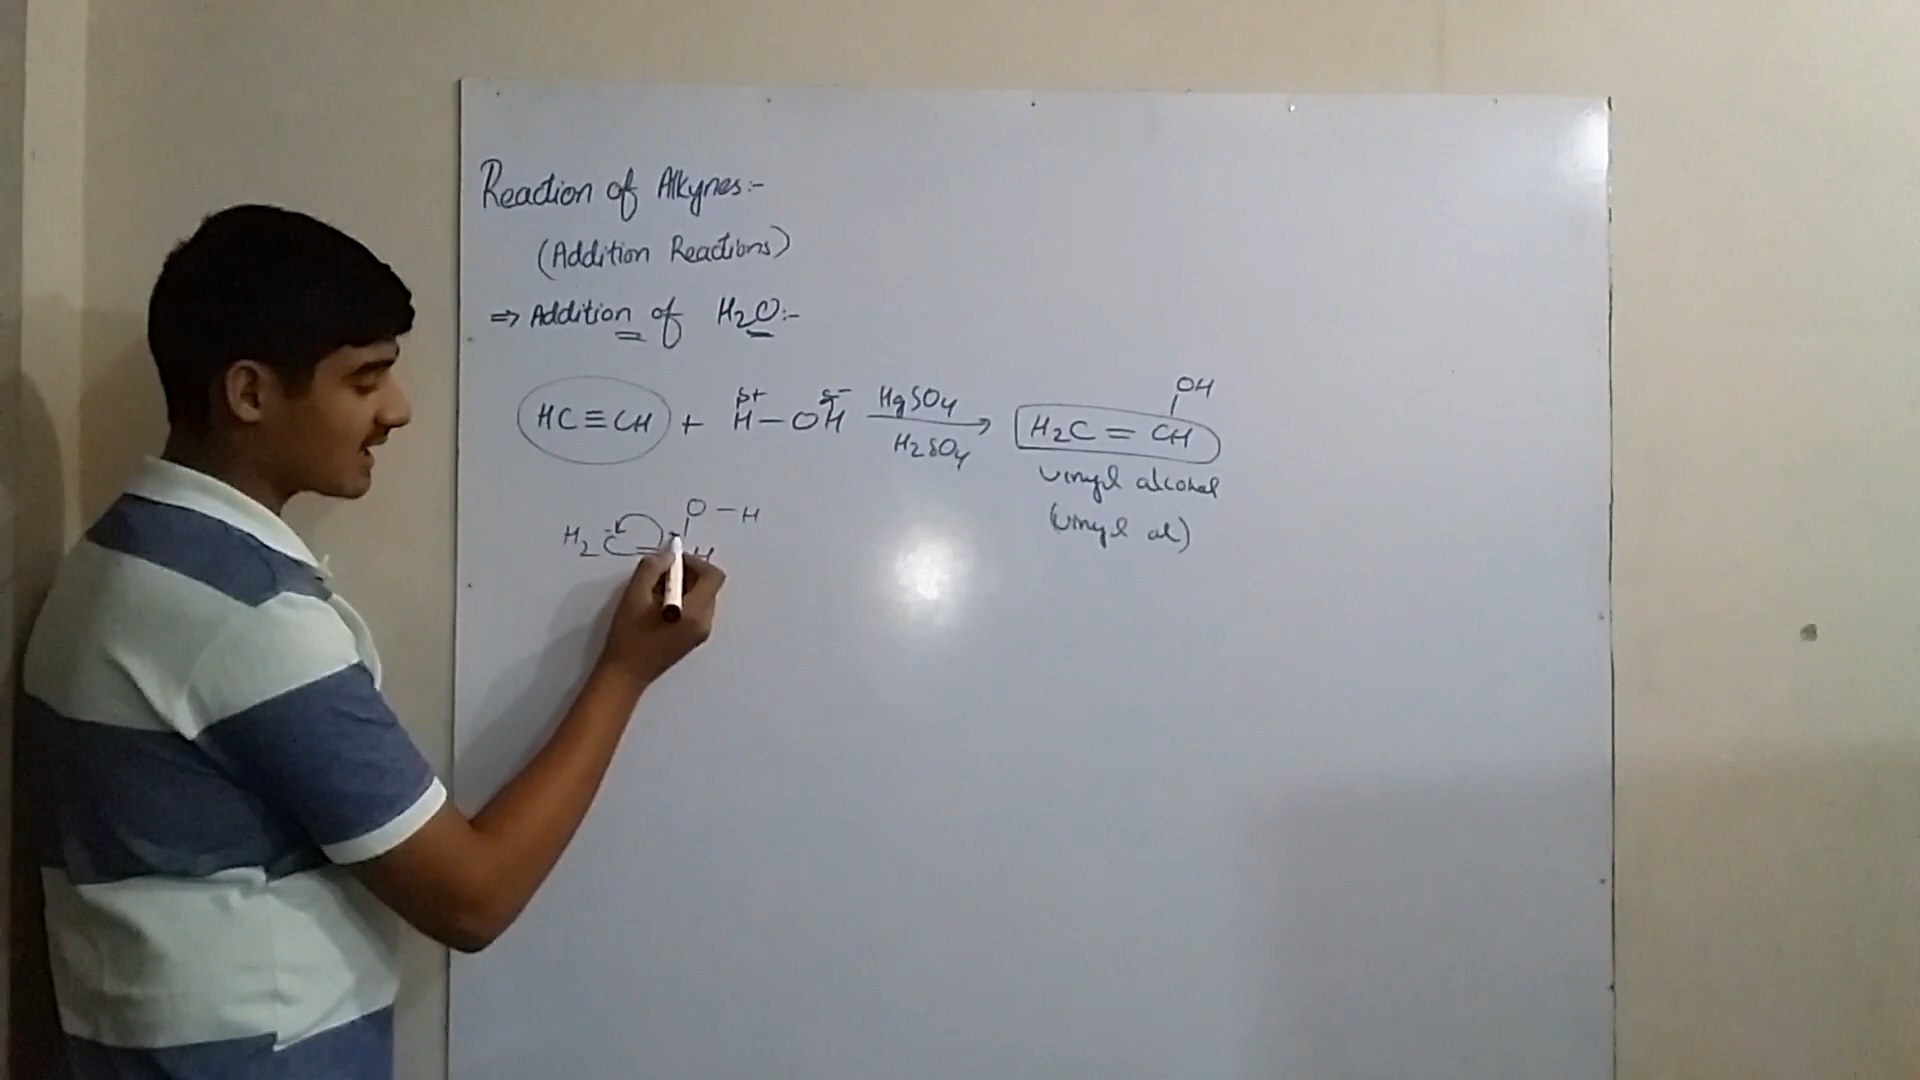 Reaction of Alkynes:-
(Addition Reactions)
⇒ Addition of H2O:-
HC≡CH + H–OH HgSO4 H2SO4 → H2C=CH OH
δ+ δ–
vinyl alcohol
(vinyl al)
H2C= H O–H